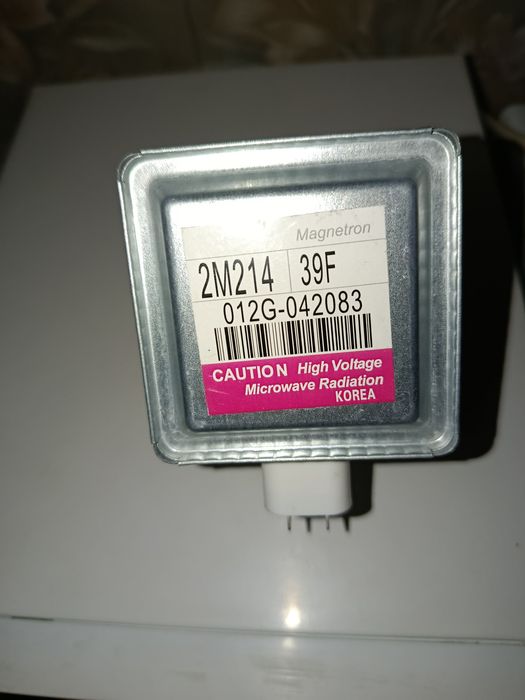 Magnetron
2M214 39F
012G-042083
CAUTION High Voltage
Microwave Radiation
KOREA